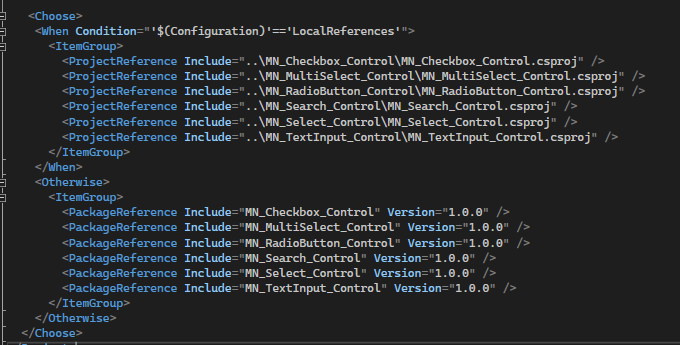 <Choose>
<When Condition="'$(Configuration)'=='LocalReferences'">
<ItemGroup>
<ProjectReference Include="..\MN_Checkbox_Control\MN_Checkbox_Control.csproj" />
<ProjectReference Include="..\MN_MultiSelect_Control\MN_MultiSelect_Control.csproj" />
<ProjectReference Include="..\MN_RadioButton_Control\MN_RadioButton_Control.csproj" />
<ProjectReference Include="..\MN_Search_Control\MN_Search_Control.csproj" />
<ProjectReference Include="..\MN_Select_Control\MN_Select_Control.csproj" />
<ProjectReference Include="..\MN_TextInput_Control\MN_TextInput_Control.csproj" />
</ItemGroup>
</When>
<Otherwise>
<ItemGroup>
<PackageReference Include="MN_Checkbox_Control" Version="1.0.0" />
<PackageReference Include="MN_MultiSelect_Control" Version="1.0.0" />
<PackageReference Include="MN_RadioButton_Control" Version="1.0.0" />
<PackageReference Include="MN_Search_Control" Version="1.0.0" />
<PackageReference Include="MN_Select_Control" Version="1.0.0" />
<PackageReference Include="MN_TextInput_Control" Version="1.0.0" />
</ItemGroup>
</Otherwise>
</Choose>